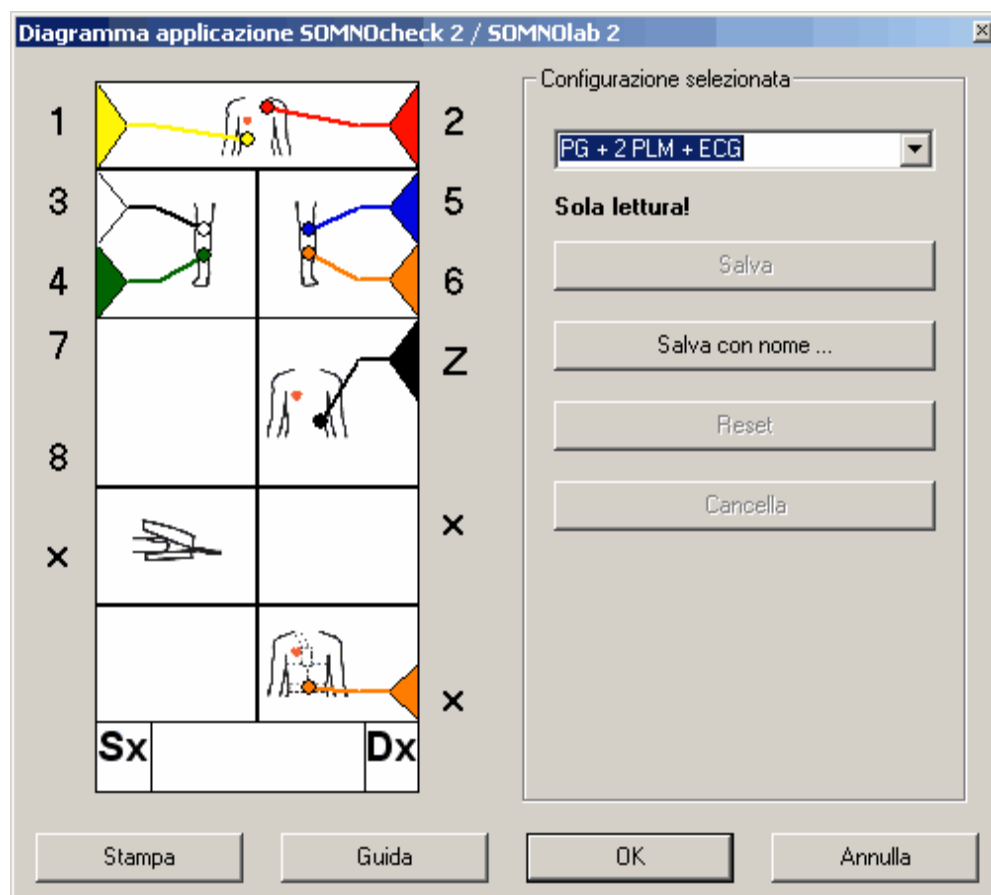 Diagramma applicazione SOMNOcheck 2 / SOMNOlab 2
Configurazione selezionata
1
2
PG + 2 PLM + ECG
3
5
Sola lettura!
4
6
Salva
7
Z
Salva con nome ...
8
Reset
x
x
Cancella
x
Sx
Dx
Stampa
Guida
OK
Annulla